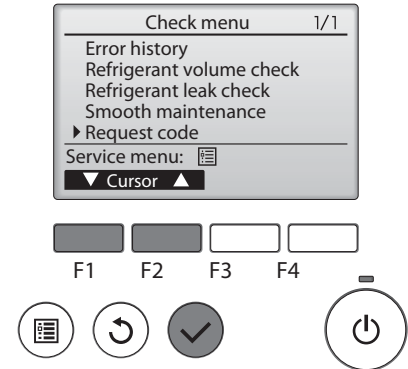 Check menu 1/1
Error history
Refrigerant volume check
Refrigerant leak check
Smooth maintenance
Request code
Service menu:
Cursor
F1 F2 F3 F4